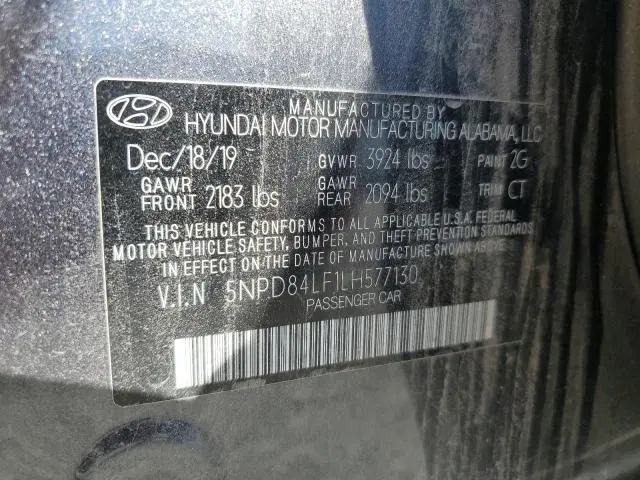 MANUFACTURED BY
HYUNDAI MOTOR MANUFACTURING ALABAMA, LLC
Dec/18/19 GVWR 3924 lbs PAINT 2G
GAWR FRONT 2183 lbs GAWR REAR 2094 lbs TRIM CT
THIS VEHICLE CONFORMS TO ALL APPLICABLE U.S.A. FEDERAL
MOTOR VEHICLE SAFETY, BUMPER, AND THEFT PREVENTION STANDARDS
IN EFFECT ON THE DATE OF MANUFACTURE SHOWN ABOVE.
V.I.N 5NPD84LF1LH577130
PASSENGER CAR